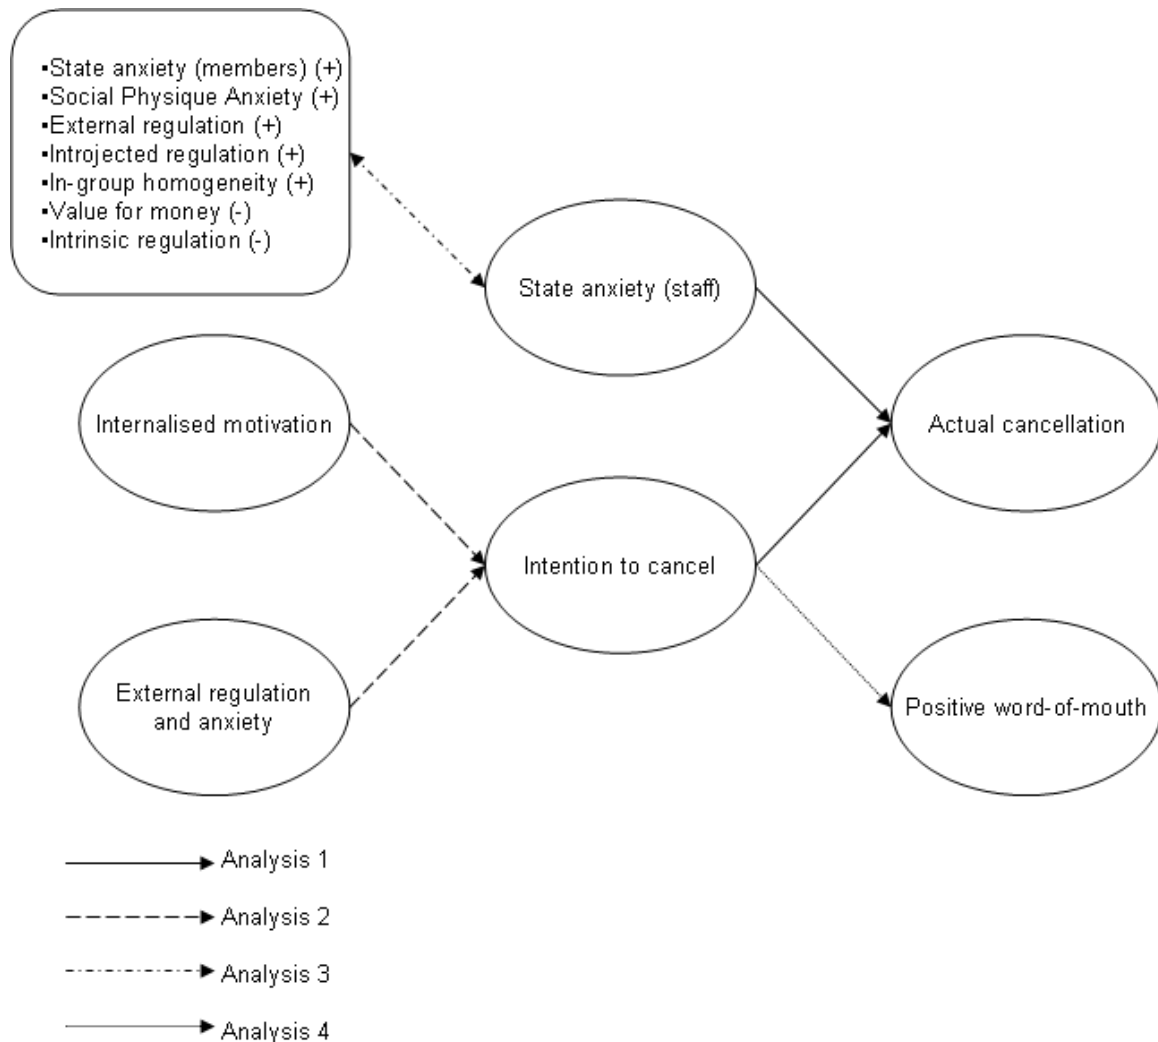 ▪State anxiety (members) (+)
▪Social Physique Anxiety (+)
▪External regulation (+)
▪Introjected regulation (+)
▪In-group homogeneity (+)
▪Value for money (-)
▪Intrinsic regulation (-)
State anxiety (staff)
Internalised motivation
Actual cancellation
Intention to cancel
External regulation
and anxiety
Positive word-of-mouth
Analysis 1
Analysis 2
Analysis 3
Analysis 4